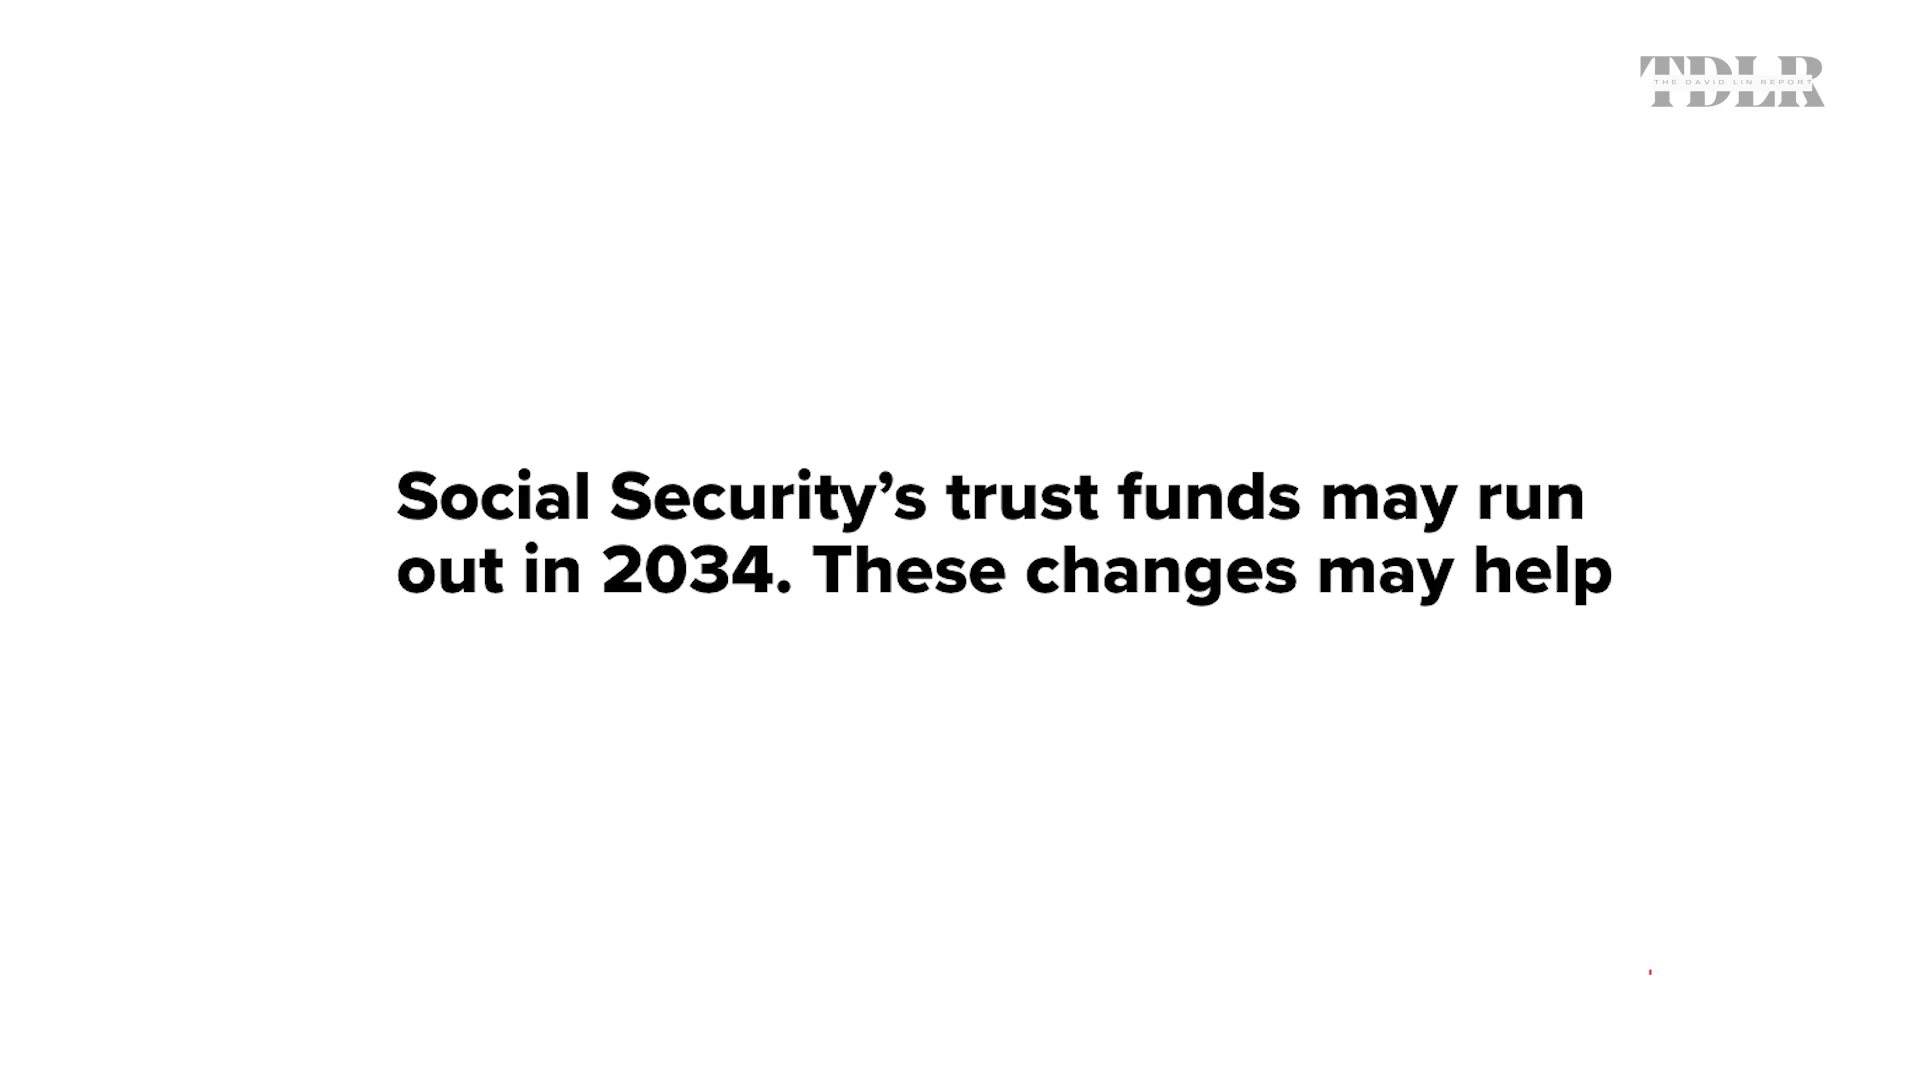 TDLR
THE DAVID LIN REPORT
Social Security’s trust funds may run
out in 2034. These changes may help